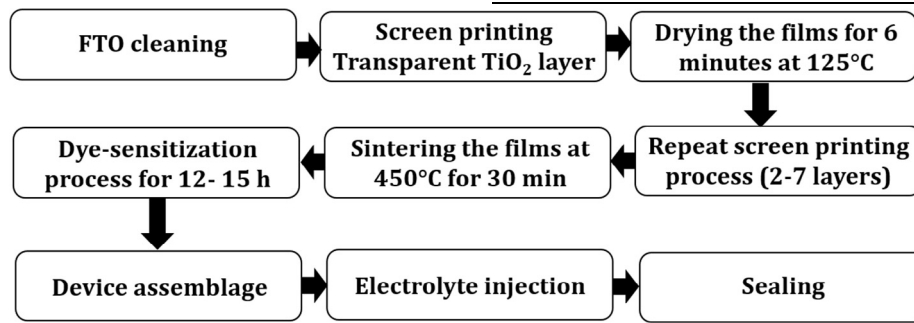 FTO cleaning
Screen printing
Transparent TiO₂ layer
Drying the films for 6
minutes at 125°C
Repeat screen printing
process (2-7 layers)
Sintering the films at
450°C for 30 min
Dye-sensitization
process for 12- 15 h
Device assemblage
Electrolyte injection
Sealing